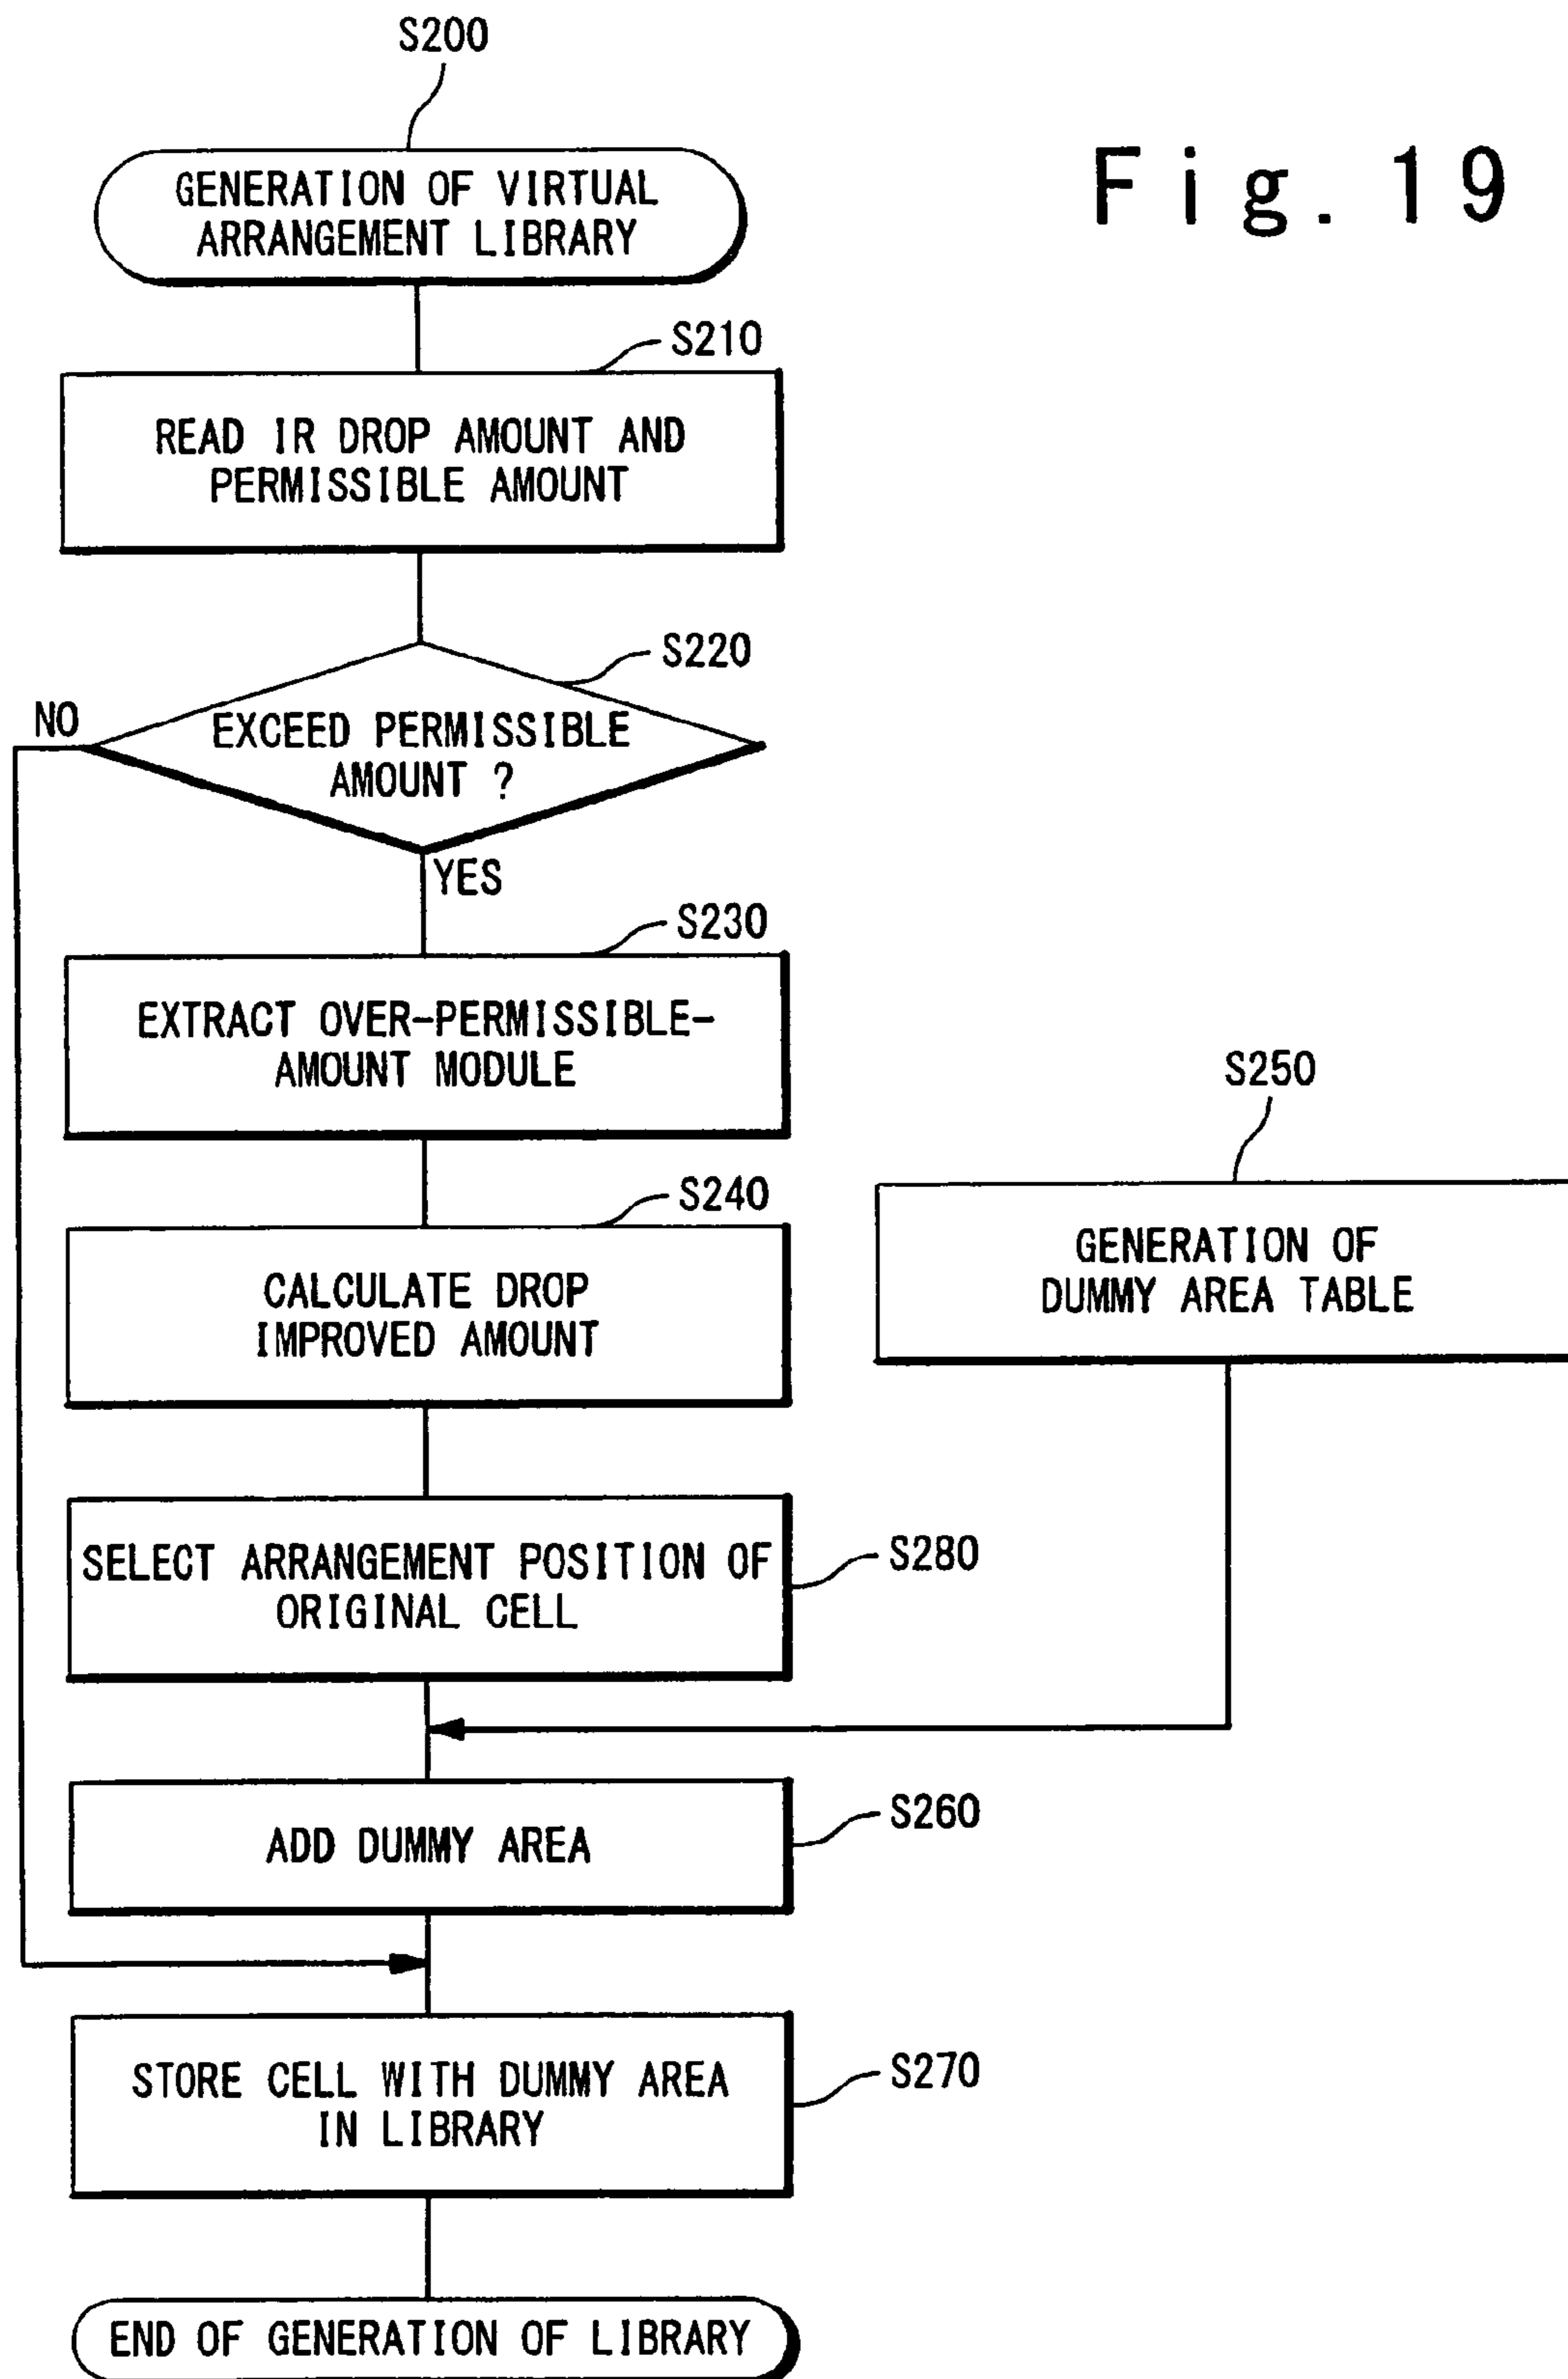 S200
Fig. 19
GENERATION OF VIRTUAL
ARRANGEMENT LIBRARY
S210
READ IR DROP AMOUNT AND
PERMISSIBLE AMOUNT
S220
NO
EXCEED PERMISSIBLE
AMOUNT ?
YES
S230
EXTRACT OVER-PERMISSIBLE-
AMOUNT MODULE
S240
CALCULATE DROP
IMPROVED AMOUNT
S250
GENERATION OF
DUMMY AREA TABLE
SELECT ARRANGEMENT POSITION OF
ORIGINAL CELL
S280
ADD DUMMY AREA
S260
STORE CELL WITH DUMMY AREA
IN LIBRARY
S270
END OF GENERATION OF LIBRARY